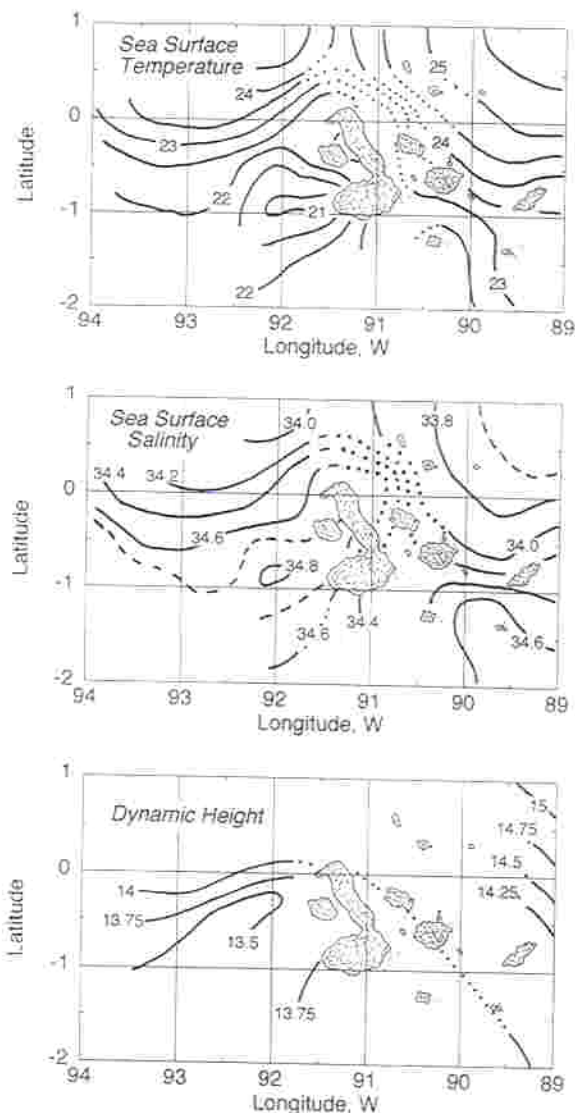 1
Sea Surface
Temperature
24
25
0
23
24
22
-1
21
22
23
-2
94 93 92 91 90 89
Latitude
Longitude, W
1
Sea Surface
Salinity
34.0
33.8
34.4
34.2
0
34.6
34.0
34.8
-1
34.6
34.4
34.6
-2
94 93 92 91 90 89
Latitude
Longitude, W
1
Dynamic Height
15
14.75
14.5
14.25
0
14
13.75
13.5
-1
13.75
-2
94 93 92 91 90 89
Latitude
Longitude, W